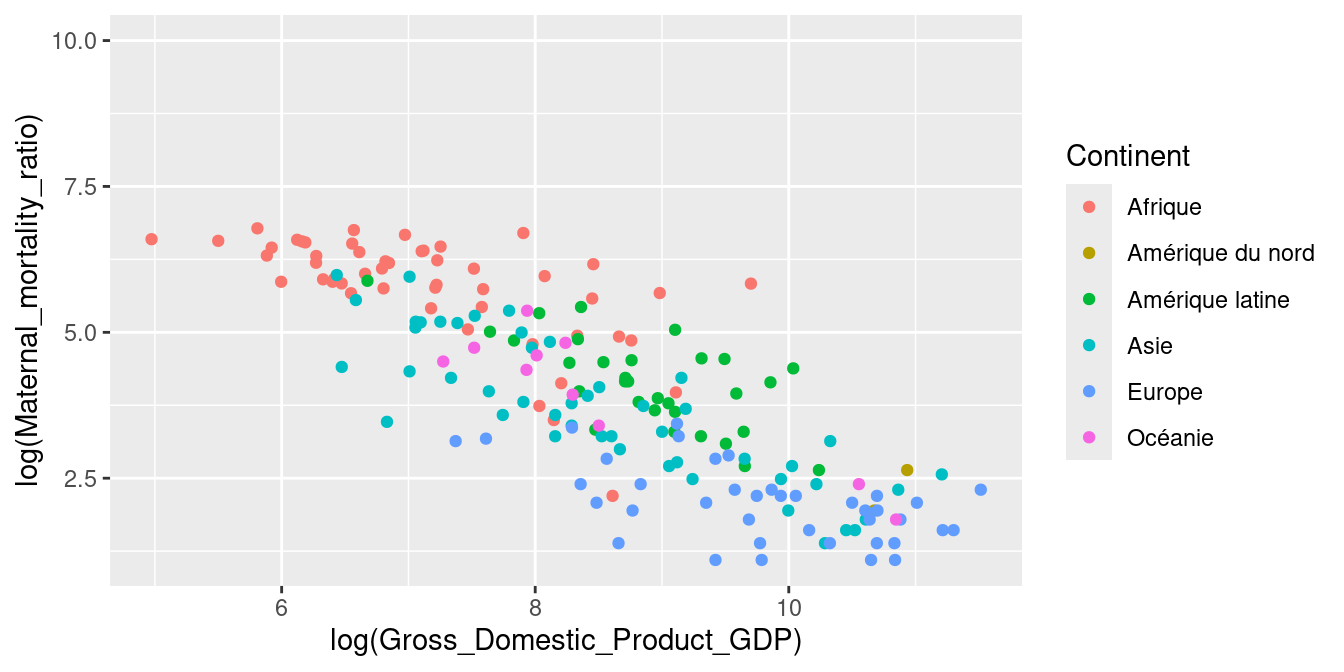 10.0
7.5
5.0
2.5
log(Maternal_mortality_ratio)
6
8
10
log(Gross_Domestic_Product_GDP)
Continent
Afrique
Amérique du nord
Amérique latine
Asie
Europe
Océanie